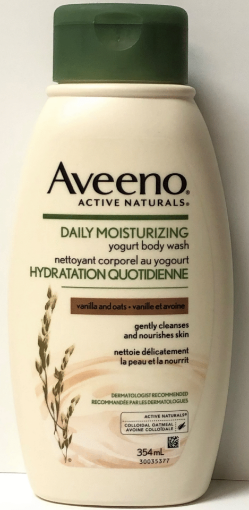 Aveeno®
ACTIVE NATURALS®
DAILY MOISTURIZING
yogurt body wash
nettoyant corporel au yogourt
HYDRATATION QUOTIDIENNE
vanilla and oats • vanille et avoine
gently cleanses
and nourishes skin
nettoie délicatement
la peau et la nourrit
DERMATOLOGIST RECOMMENDED
RECOMMANDÉE PAR LES DERMATOLOGUES
ACTIVE NATURALS®
COLLOIDAL OATMEAL
AVOINE COLLOÏDALE
354mL
30035377